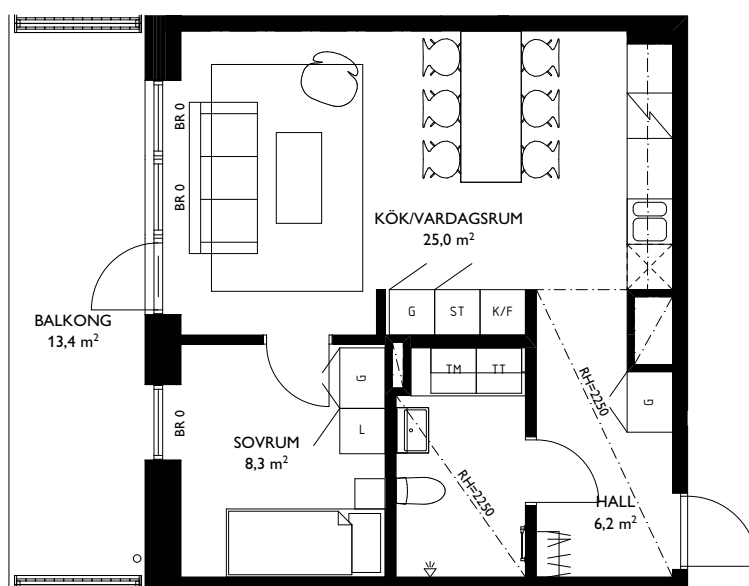 BR 0
BR 0
KÖK/VARDAGSRUM
25,0 m²
G
ST
K/F
BALKONG
13,4 m²
G
TM
TT
RH=2250
G
BR 0
L
SOVRUM
8,3 m²
RH=2250
HALL
6,2 m²